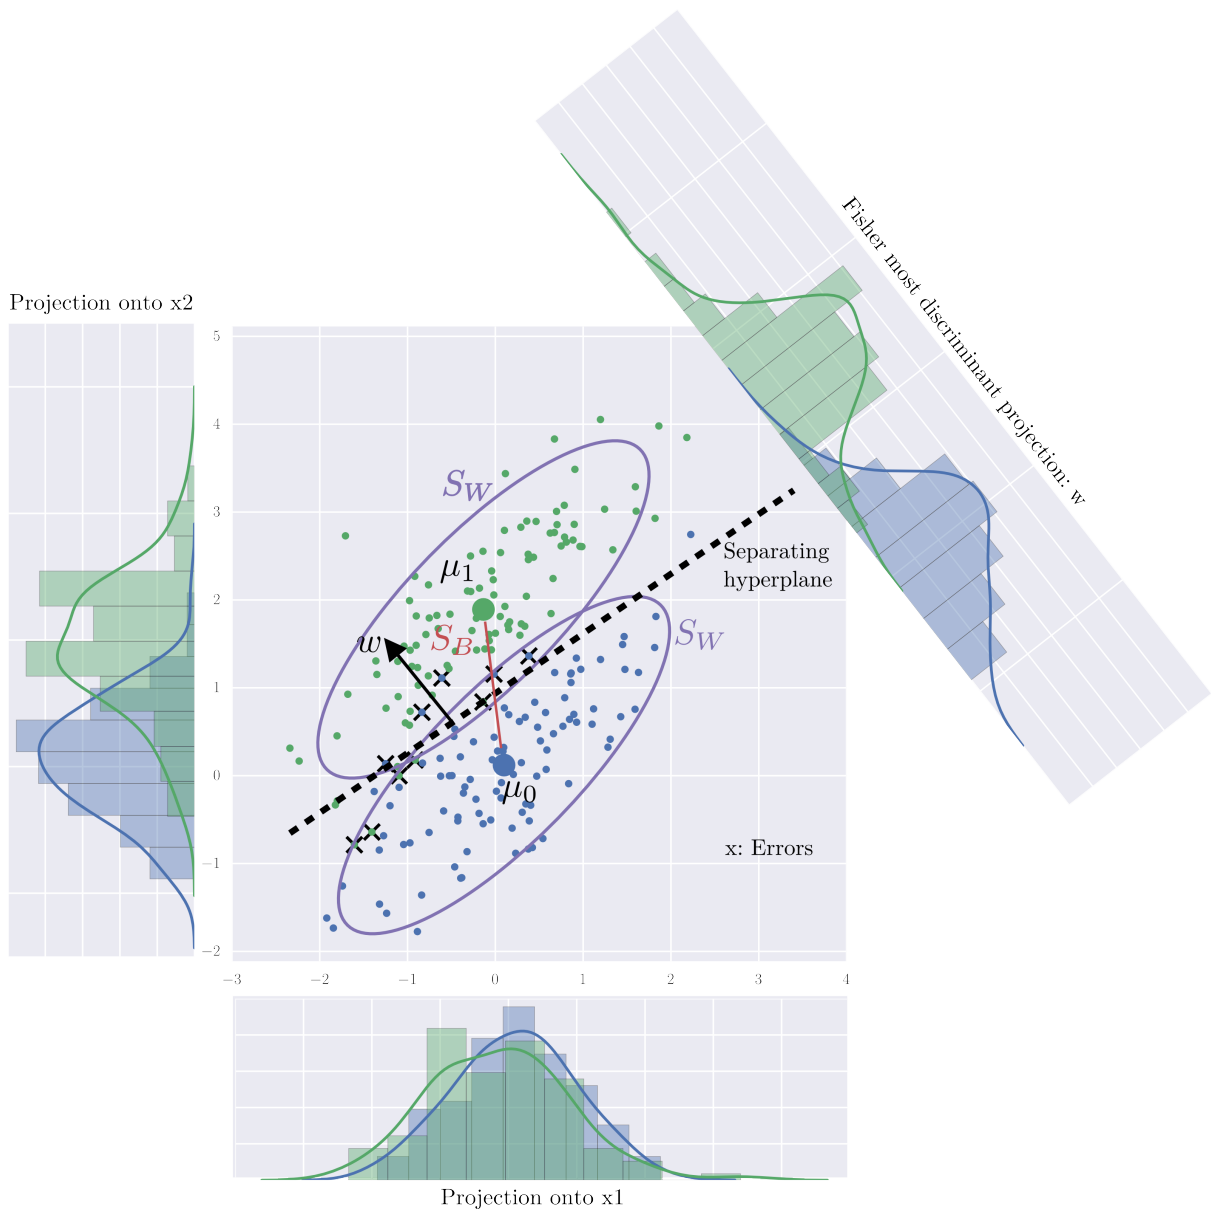 Fisher most discriminant projection: w
Projection onto x2
5
4
3
2
1
0
−1
−2
S_W
μ_1
Separating
hyperplane
w
S_B
S_W
μ_0
x: Errors
−3 −2 −1 0 1 2 3 4
Projection onto x1